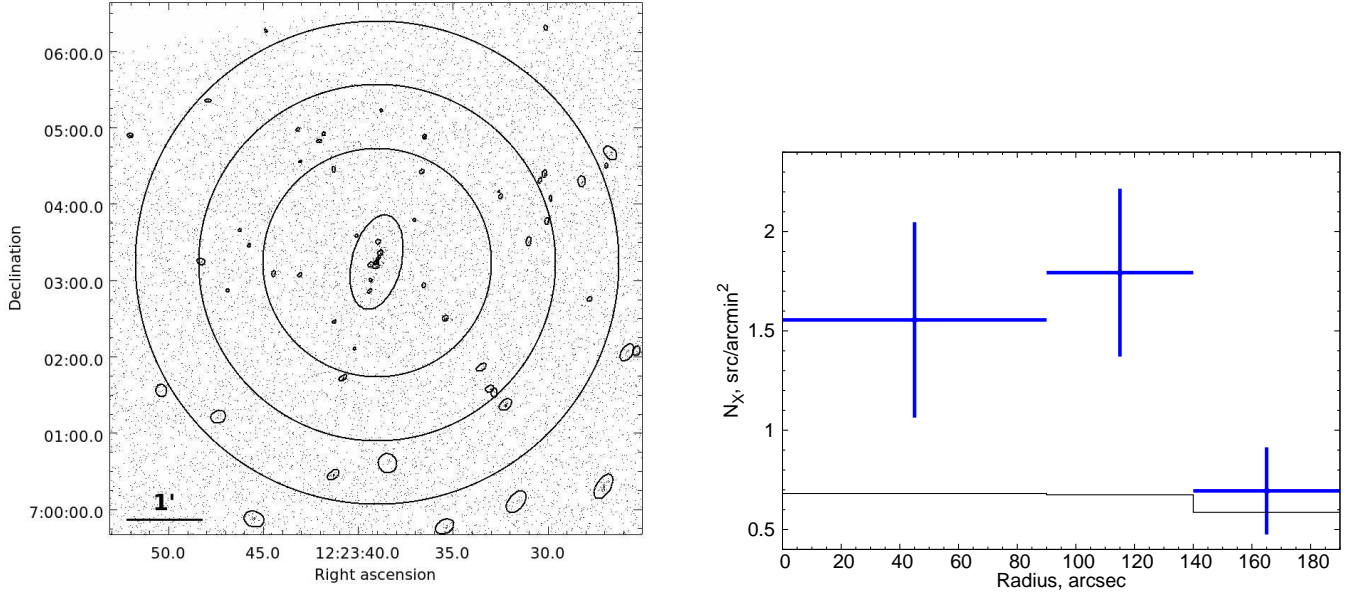 06:00.0
05:00.0
04:00.0
03:00.0
02:00.0
01:00.0
7:00:00.0
Declination
1'
50.0 45.0 12:23:40.0 35.0 30.0
Right ascension
2
1.5
1
0.5
N_X, src/arcmin^2
0 20 40 60 80 100 120 140 160 180
Radius, arcsec